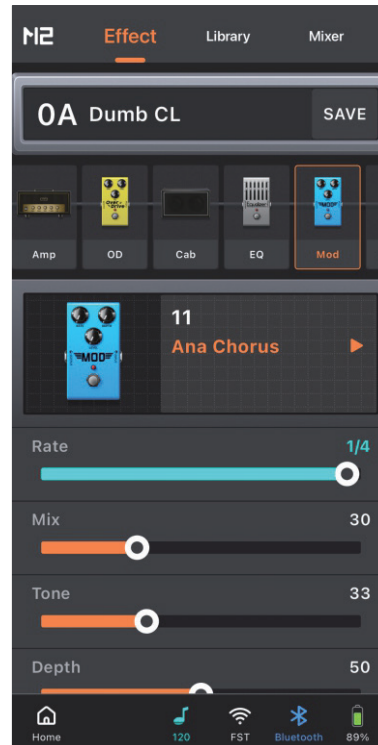 M2 Effect Library Mixer
0A Dumb CL SAVE
Amp OD Cab EQ Mod
11
MOD Ana Chorus
Rate 1/4
Mix 30
Tone 33
Depth 50
Home 120 FST Bluetooth 89%